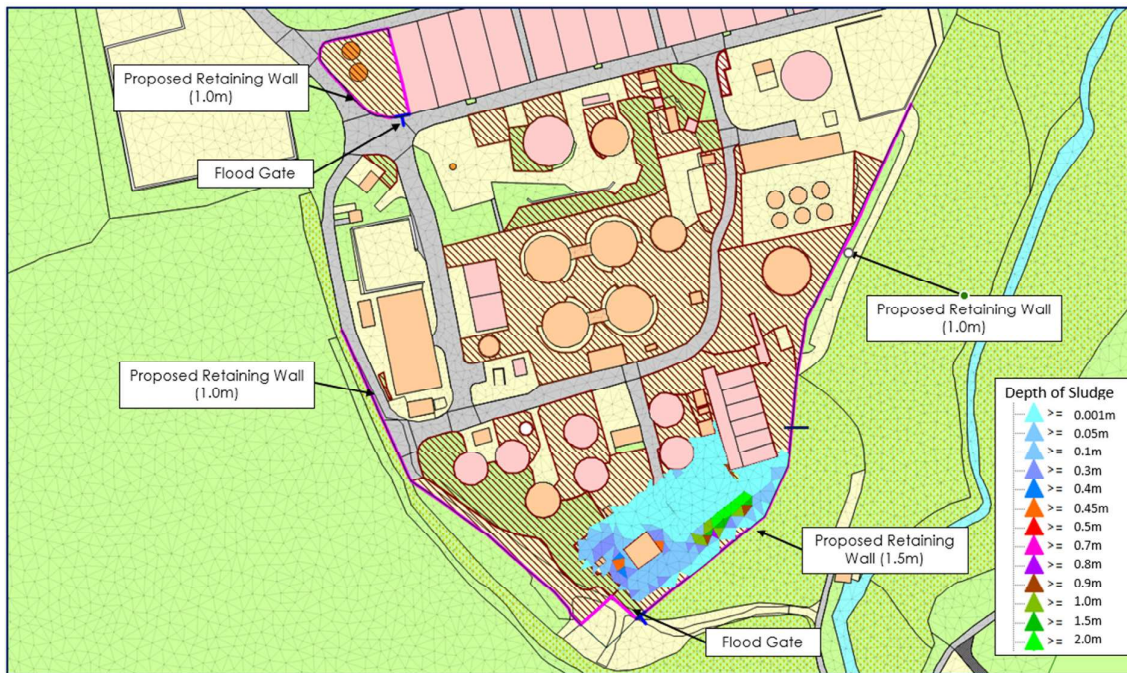 Proposed Retaining Wall
(1.0m)
Flood Gate
Proposed Retaining Wall
(1.0m)
Proposed Retaining Wall
(1.0m)
Proposed Retaining
Wall (1.5m)
Flood Gate
Depth of Sludge
>= 0.001m
>= 0.05m
>= 0.1m
>= 0.3m
>= 0.4m
>= 0.45m
>= 0.5m
>= 0.7m
>= 0.8m
>= 0.9m
>= 1.0m
>= 1.5m
>= 2.0m